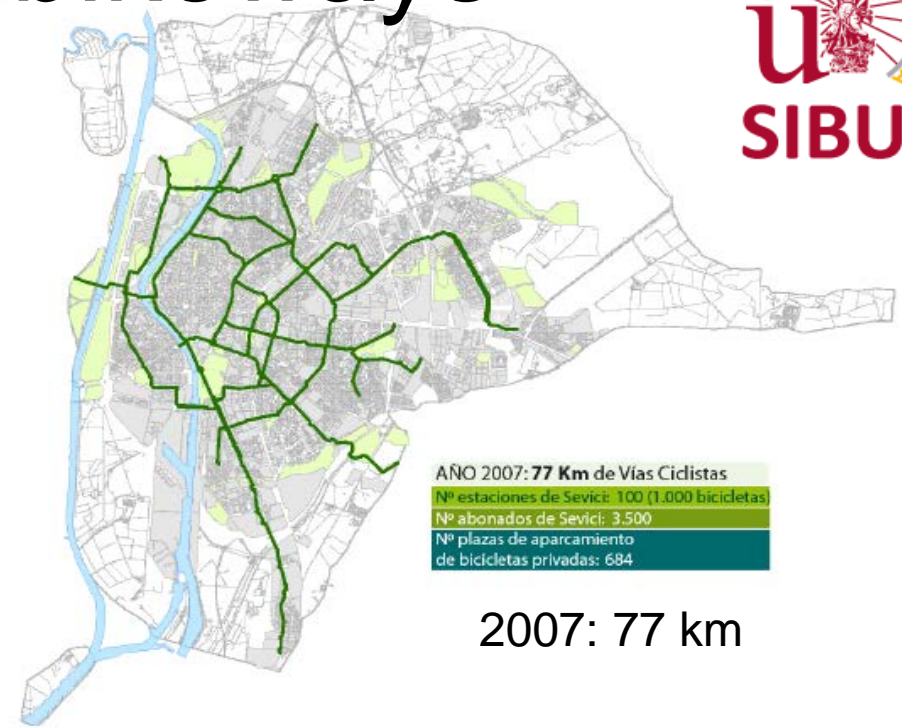 SIBU
AÑO 2007: 77 Km de Vías Ciclistas
Nº estaciones de Sevici: 100 (1.000 bicicletas)
Nº abonados de Sevici: 3.500
Nº plazas de aparcamiento
de bicicletas privadas: 684
2007: 77 km